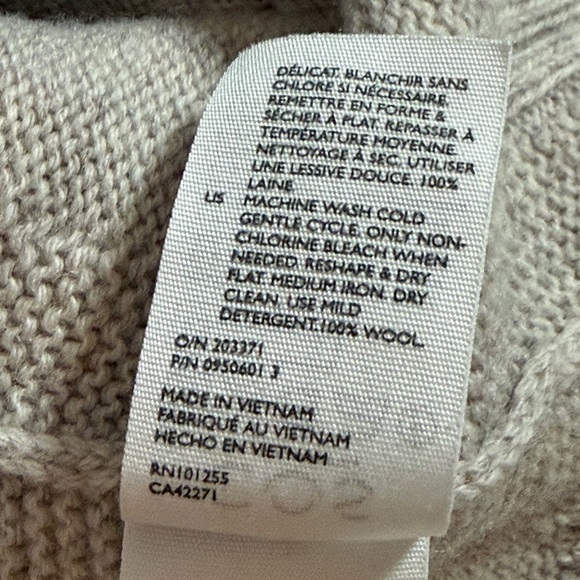 DÉLICAT. BLANCHIR SANS
CHLORE SI NÉCESSAIRE.
REMETTRE EN FORME &
SÉCHER À PLAT. REPASSER À
TEMPÉRATURE MOYENNE.
NETTOYAGE À SEC. UTILISER
UNE LESSIVE DOUCE. 100%
LAINE.
US MACHINE WASH COLD
GENTLE CYCLE. ONLY NON-
CHLORINE BLEACH WHEN
NEEDED. RESHAPE & DRY
FLAT. MEDIUM IRON. DRY
CLEAN. USE MILD
DETERGENT.100% WOOL.
O/N 203371
P/N 0950601 3
MADE IN VIETNAM
FABRIQUÉ AU VIETNAM
HECHO EN VIETNAM
RN101255
CA42271